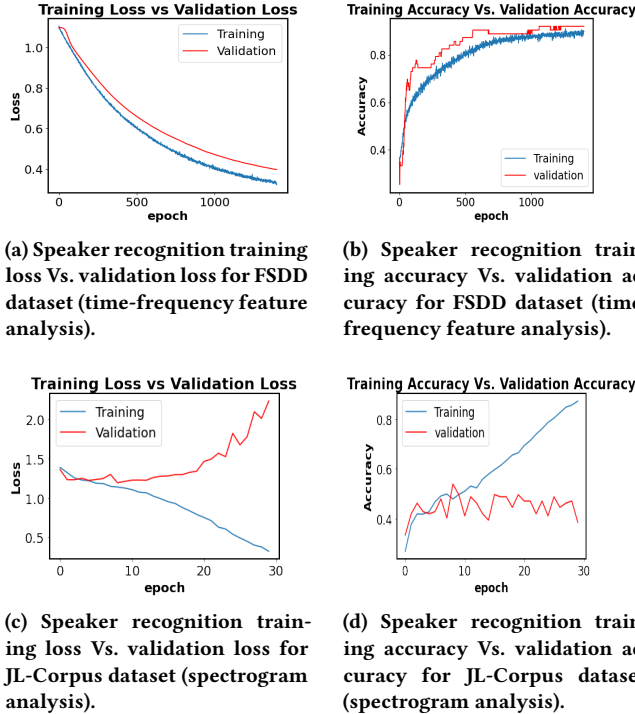 Training Loss vs Validation Loss
Training
Validation
1.0
0.8
0.6
0.4
Loss
0
500
1000
epoch
(a) Speaker recognition training
loss Vs. validation loss for FSDD
dataset (time-frequency feature
analysis).
Training Accuracy Vs. Validation Accuracy
0.8
0.6
0.4
Accuracy
Training
validation
0
500
1000
epoch
(b) Speaker recognition train-
ing accuracy Vs. validation ac-
curacy for FSDD dataset (time-
frequency feature analysis).
Training Loss vs Validation Loss
Training
Validation
2.0
1.5
1.0
0.5
Loss
0
10
20
30
epoch
(c) Speaker recognition train-
ing loss Vs. validation loss for
JL-Corpus dataset (spectrogram
analysis).
Training Accuracy Vs. Validation Accuracy
Training
validation
0.8
0.6
0.4
Accuracy
0
10
20
30
epoch
(d) Speaker recognition train-
ing accuracy Vs. validation ac-
curacy for JL-Corpus dataset
(spectrogram analysis).